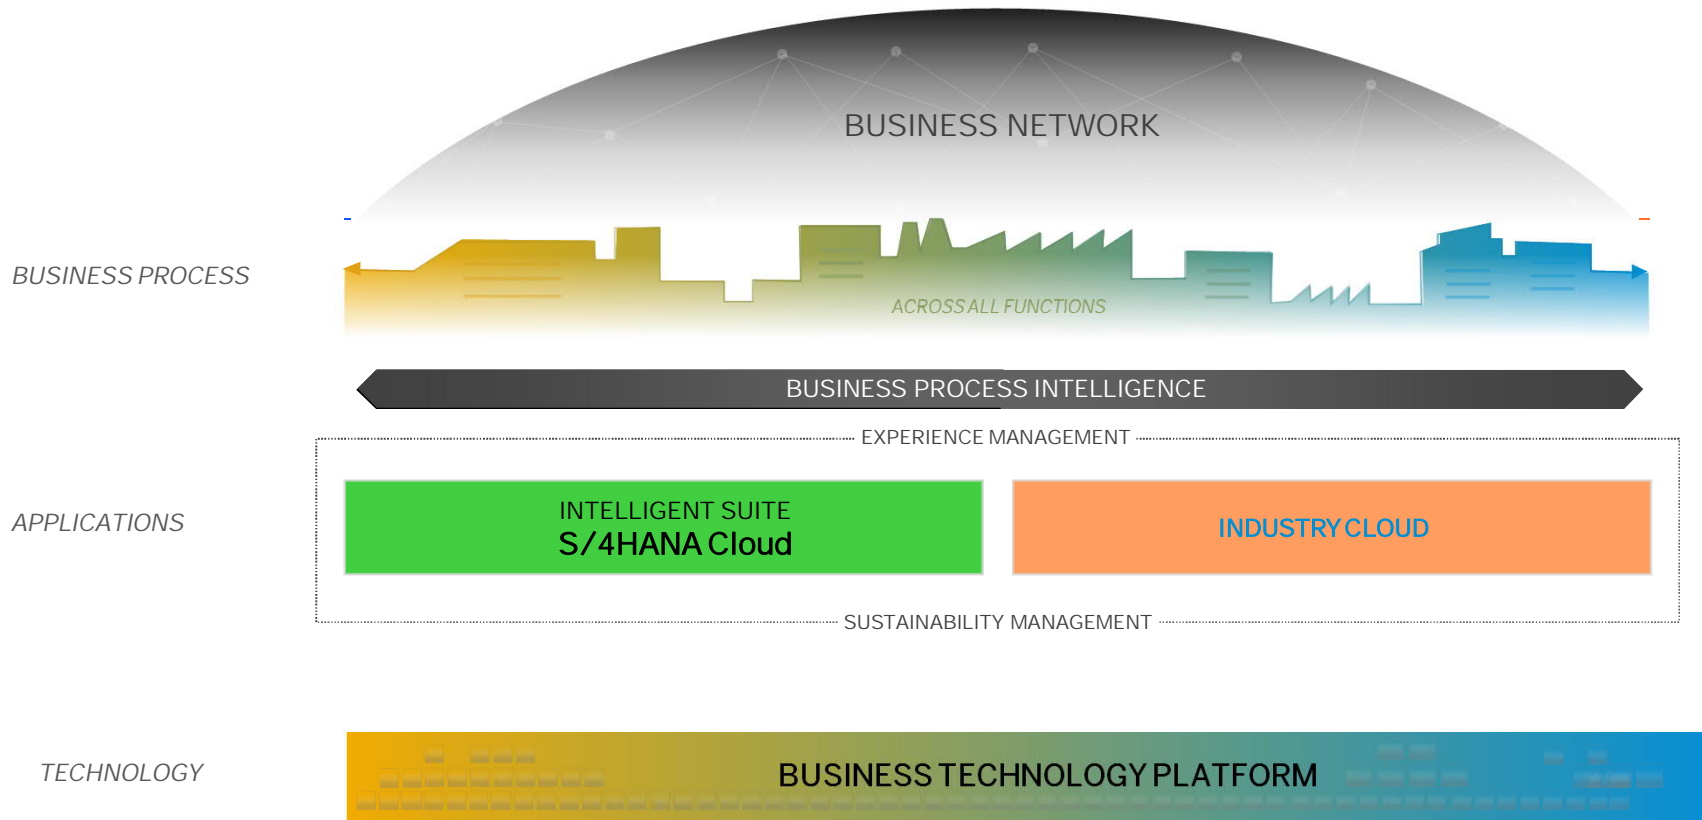 BUSINESS NETWORK
BUSINESS PROCESS
ACROSS ALL FUNCTIONS
BUSINESS PROCESS INTELLIGENCE
EXPERIENCE MANAGEMENT
APPLICATIONS
INTELLIGENT SUITE
S/4HANA Cloud
INDUSTRY CLOUD
SUSTAINABILITY MANAGEMENT
TECHNOLOGY
BUSINESS TECHNOLOGY PLATFORM